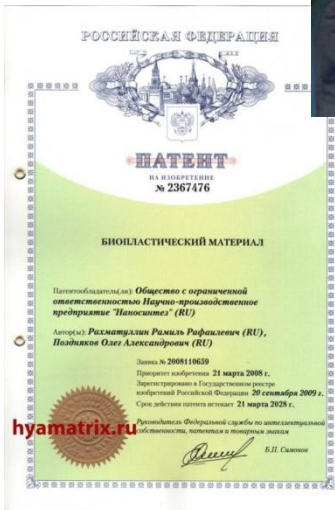 РОССИЙСКАЯ ФЕДЕРАЦИЯ
ПАТЕНТ
НА ИЗОБРЕТЕНИЕ
№ 2367476
БИОПЛАСТИЧЕСКИЙ МАТЕРИАЛ
Патентообладатель(ли): Общество с ограниченной
ответственностью Научно-производственное
предприятие "Наносинтез" (RU)
Автор(ы): Рахматуллин Рамиль Рафаилевич (RU),
Поздняков Олег Александрович (RU)
Заявка № 2008110659
Приоритет изобретения 21 марта 2008 г.
Зарегистрировано в Государственном реестре
изобретений Российской Федерации 20 сентября 2009 г.
Срок действия патента истекает 21 марта 2028 г.
Руководитель Федеральной службы по интеллектуальной
собственности, патентам и товарным знакам
Б.П. Симонов
hyamatrix.ru